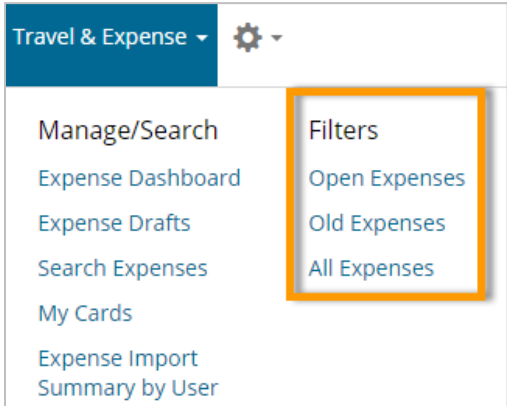 Travel & Expense
Manage/Search
Expense Dashboard
Expense Drafts
Search Expenses
My Cards
Expense Import
Summary by User
Filters
Open Expenses
Old Expenses
All Expenses